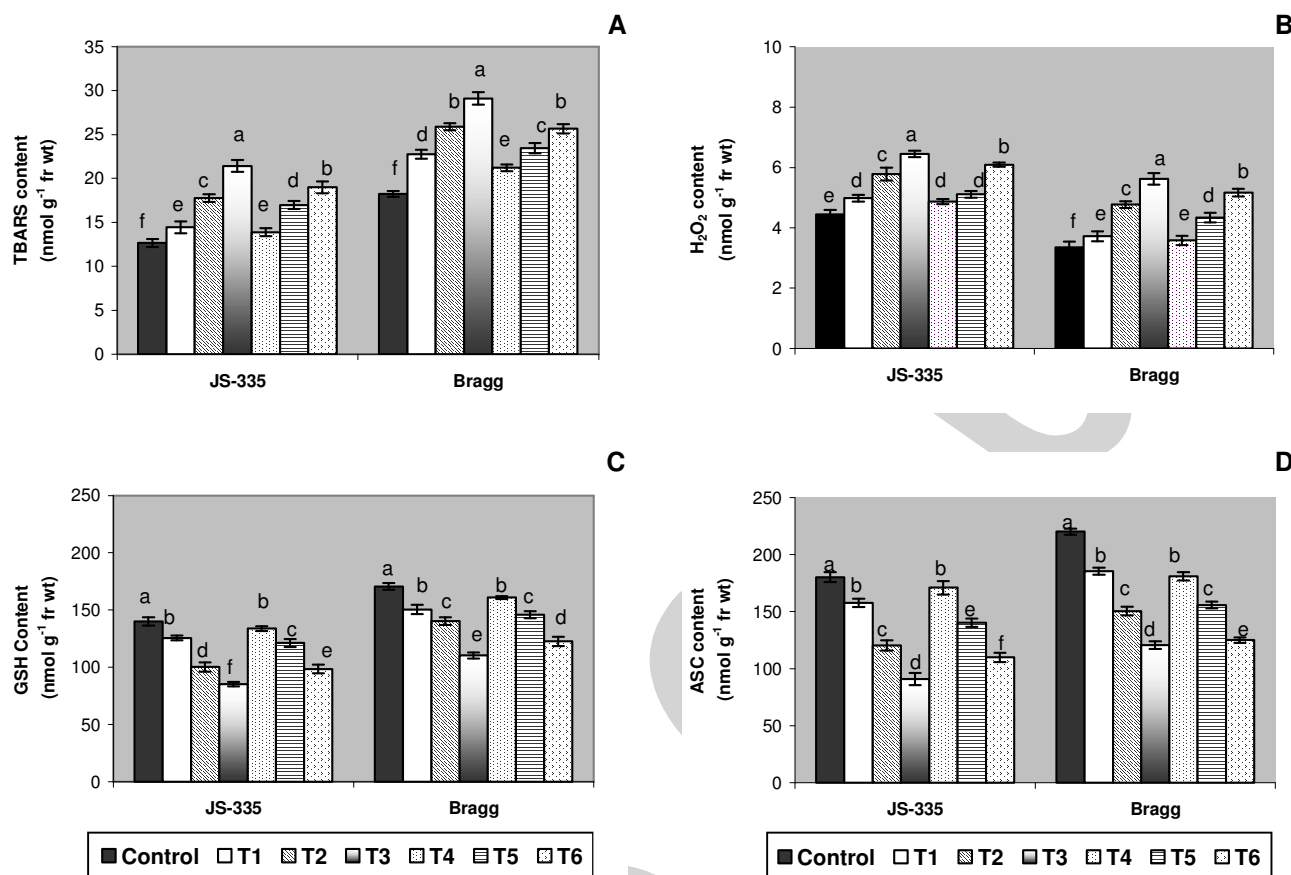 A
35
30
25
20
15
10
5
0
TBARS content
(nmol g⁻¹ fr wt)
f e c a e d b
f d b a e c b
JS-335 Bragg
B
10
8
6
4
2
0
H₂O₂ content
(nmol g⁻¹ fr wt)
e d c a d d b
f e c a e d b
JS-335 Bragg
C
250
200
150
100
50
0
GSH Content
(nmol g⁻¹ fr wt)
a b d f b c e
a b c e b c d
JS-335 Bragg
Control T1 T2 T3 T4 T5 T6
D
250
200
150
100
50
0
ASC content
(nmol g⁻¹ fr wt)
a b c d b e f
a b c d b c e
JS-335 Bragg
Control T1 T2 T3 T4 T5 T6